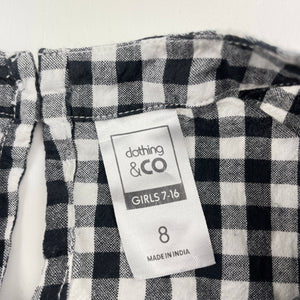 clothing
&CO
GIRLS 7-16
8
MADE IN INDIA